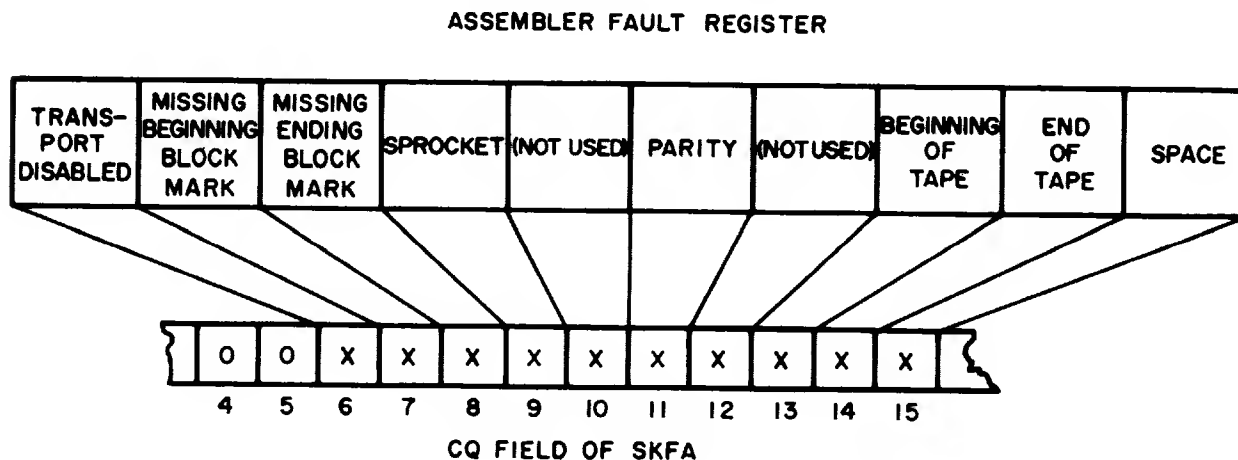 ASSEMBLER FAULT REGISTER
TRANS-
PORT
DISABLED
MISSING
BEGINNING
BLOCK
MARK
MISSING
ENDING
BLOCK
MARK
SPROCKET
(NOT USED)
PARITY
(NOT USED)
BEGINNING
OF
TAPE
END
OF
TAPE
SPACE
O O X X X X X X X X X X
4 5 6 7 8 9 10 11 12 13 14 15
CQ FIELD OF SKFA